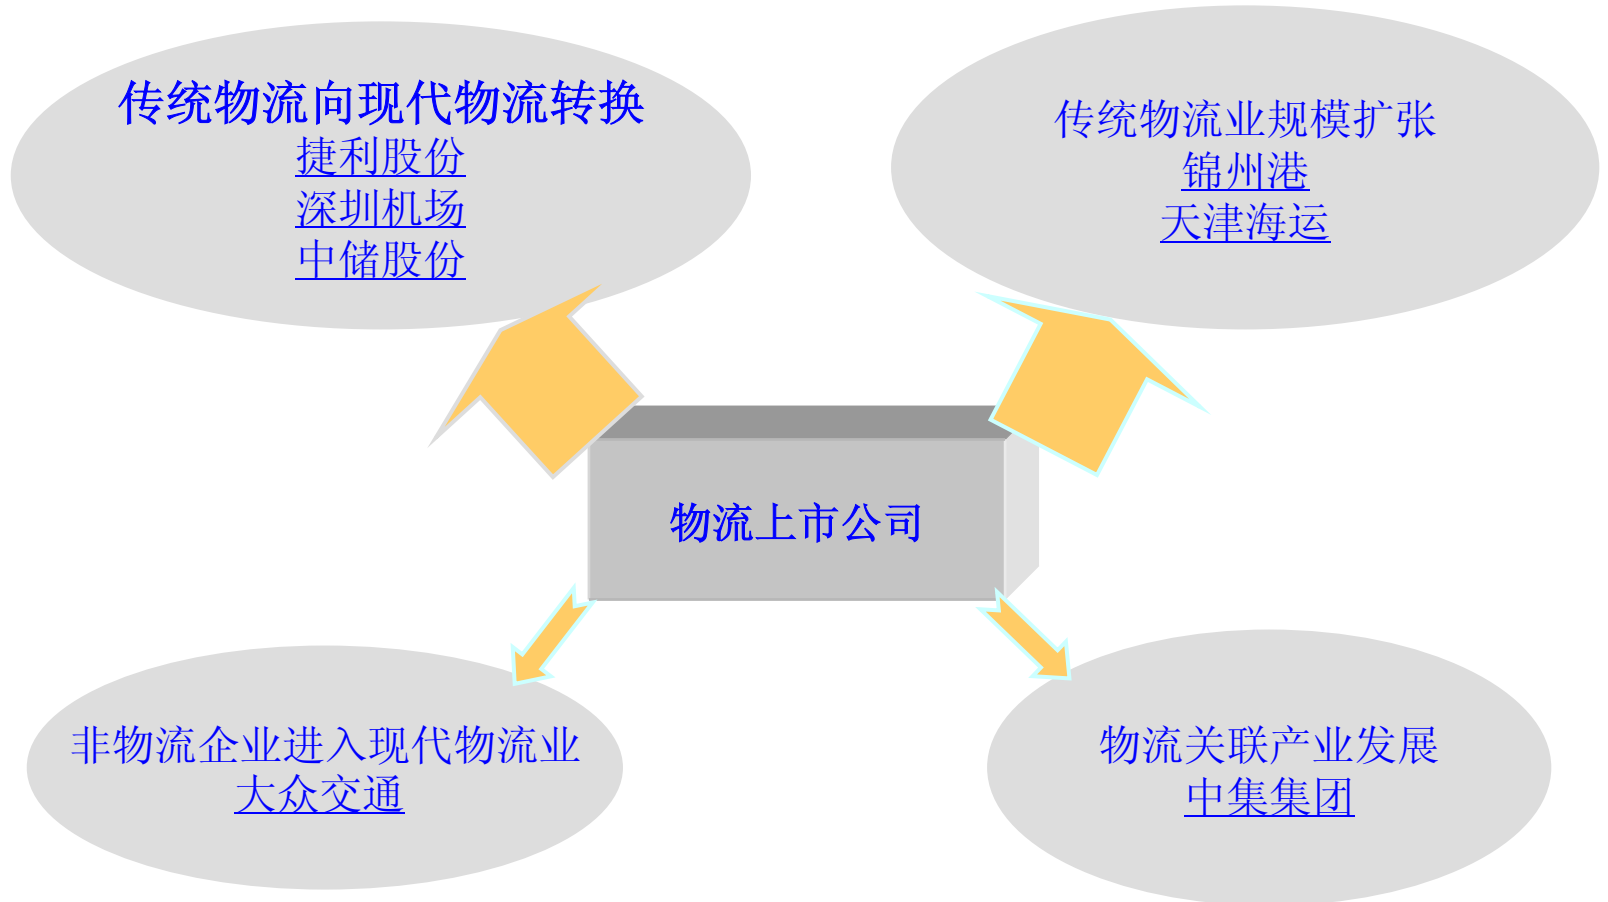 传统物流向现代物流转换
捷利股份
深圳机场
中储股份
传统物流业规模扩张
锦州港
天津海运
物流上市公司
非物流企业进入现代物流业
大众交通
物流关联产业发展
中集集团